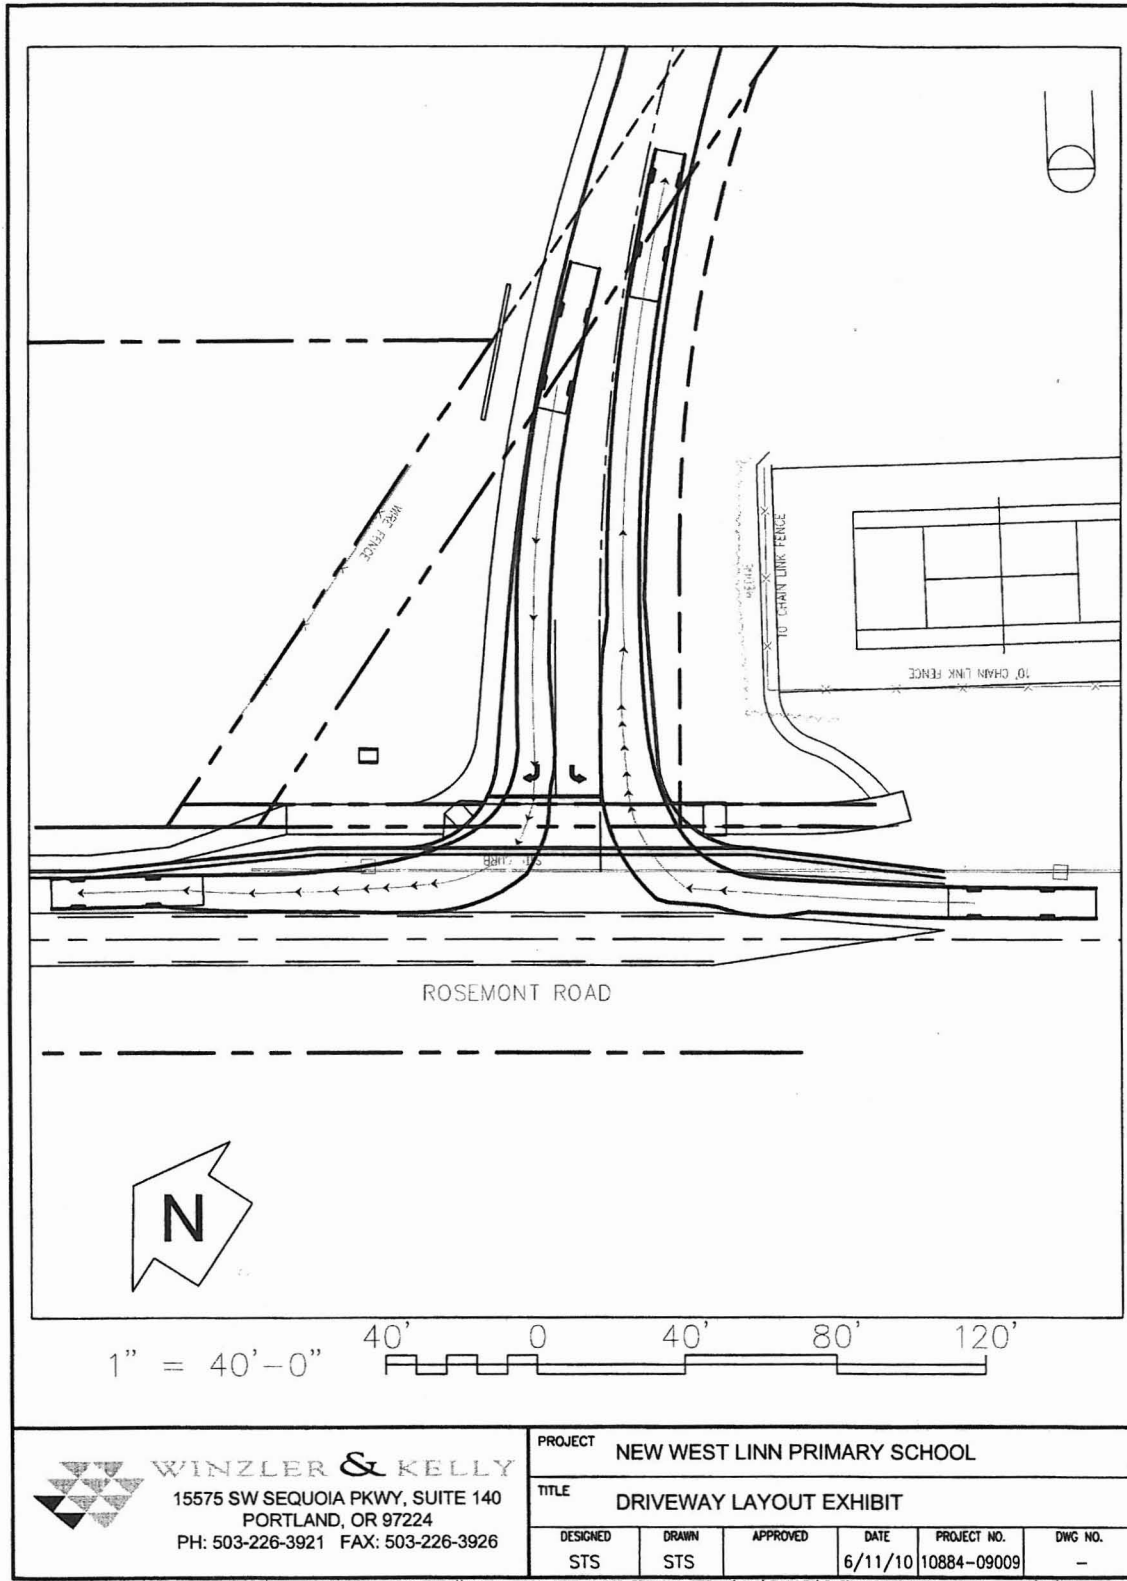 WIRE FENCE
HEDGE
10' CHAIN LINK FENCE
10' CHAIN LINK FENCE
STD CURB
ROSEMONT ROAD
N
40' 0 40' 80' 120'
1" = 40'-0"
WINZLER & KELLY
15575 SW SEQUOIA PKWY, SUITE 140
PORTLAND, OR 97224
PH: 503-226-3921 FAX: 503-226-3926
PROJECT NEW WEST LINN PRIMARY SCHOOL
TITLE DRIVEWAY LAYOUT EXHIBIT
DESIGNED DRAWN APPROVED DATE PROJECT NO. DWG NO.
STS STS 6/11/10 10884-09009 –